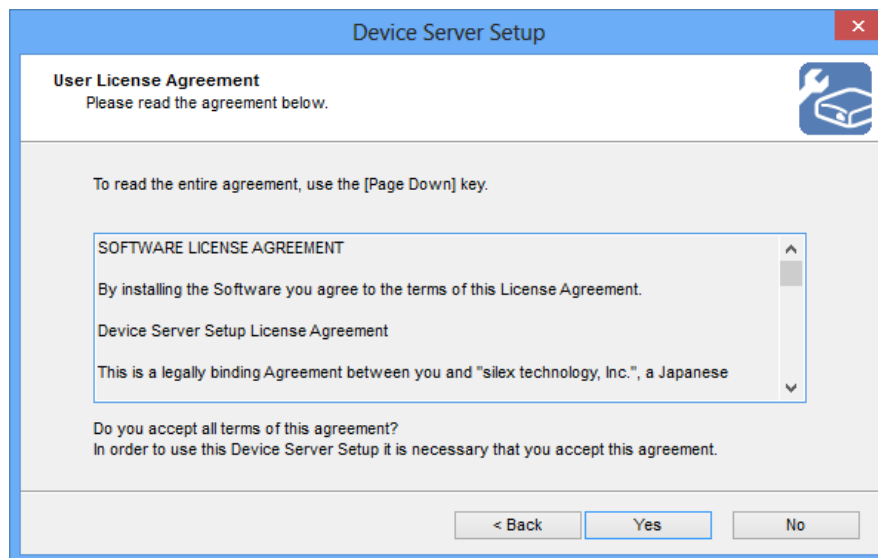 Device Server Setup
User License Agreement
Please read the agreement below.
To read the entire agreement, use the [Page Down] key.
SOFTWARE LICENSE AGREEMENT
By installing the Software you agree to the terms of this License Agreement.
Device Server Setup License Agreement
This is a legally binding Agreement between you and "silex technology, Inc.", a Japanese
Do you accept all terms of this agreement?
In order to use this Device Server Setup it is necessary that you accept this agreement.
< Back
Yes
No